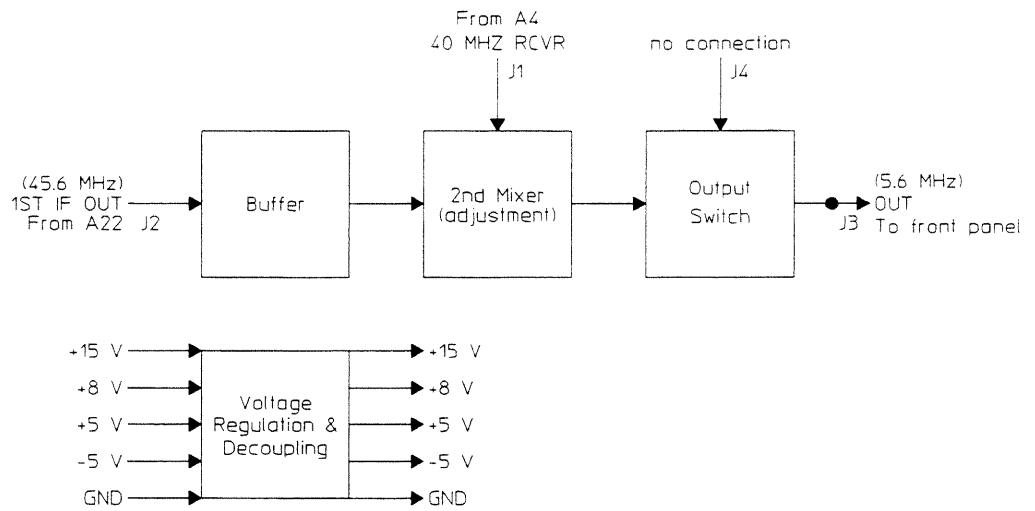 From A4
40 MHZ RCVR
J1
no connection
J4
(45.6 MHz)
1ST IF OUT
From A22 J2
Buffer
2nd Mixer
(adjustment)
Output
Switch
(5.6 MHz)
OUT
J3
To front panel
+15 V
+8 V
+5 V
-5 V
GND
Voltage
Regulation &
Decoupling
+15 V
+8 V
+5 V
-5 V
GND